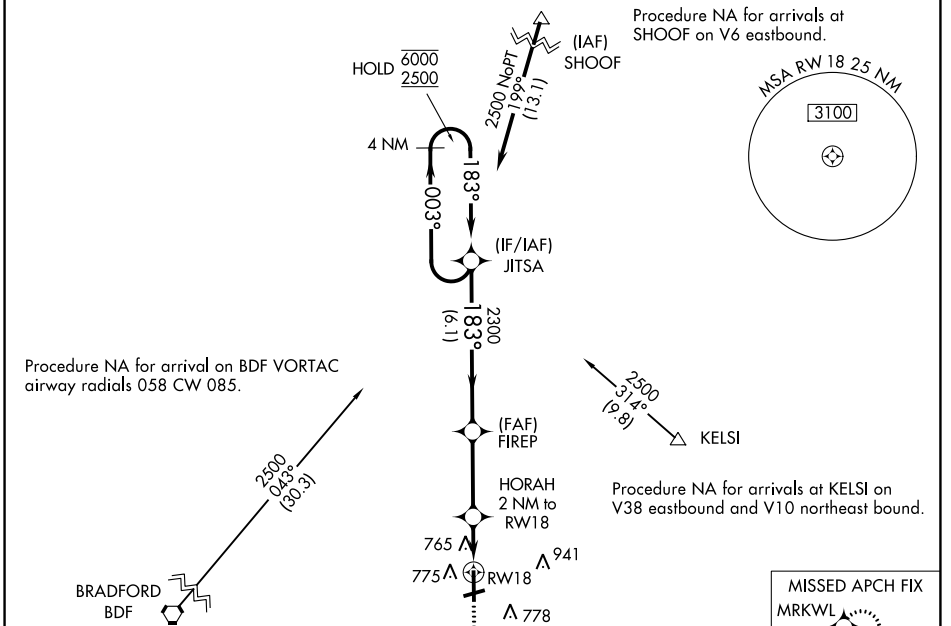 Procedure NA for arrivals at
SHOOF on V6 eastbound.
(IAF)
SHOOF
2500 NoPT
199°
(13.1)
HOLD 6000
2500
4 NM
183°
003°
MSA RW 18 25 NM
3100
(IF/IAF)
JITSA
2300
183°
(6.1)
Procedure NA for arrival on BDF VORTAC
airway radials 058 CW 085.
2500
314°
(9.8)
KELSI
(FAF)
FIREP
2500
043°
(30.3)
HORAH
2 NM to
RW18
Procedure NA for arrivals at KELSI on
V38 eastbound and V10 northeast bound.
765
941
775
RW18
778
BRADFORD
BDF
MISSED APCH FIX
MRKWL